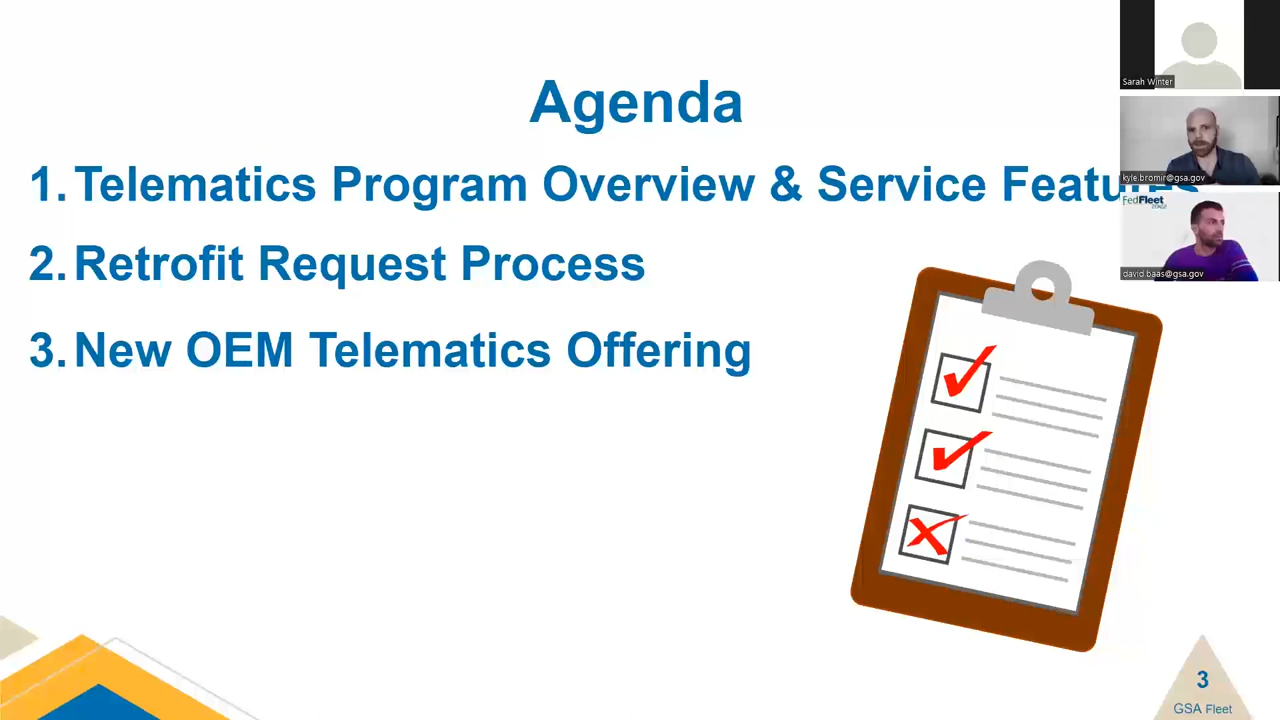 Agenda
1. Telematics Program Overview & Service Features
2. Retrofit Request Process
3. New OEM Telematics Offering
Sarah Winter
kyle.bromir@gsa.gov
FedFleet
david.baas@gsa.gov
3
GSA Fleet